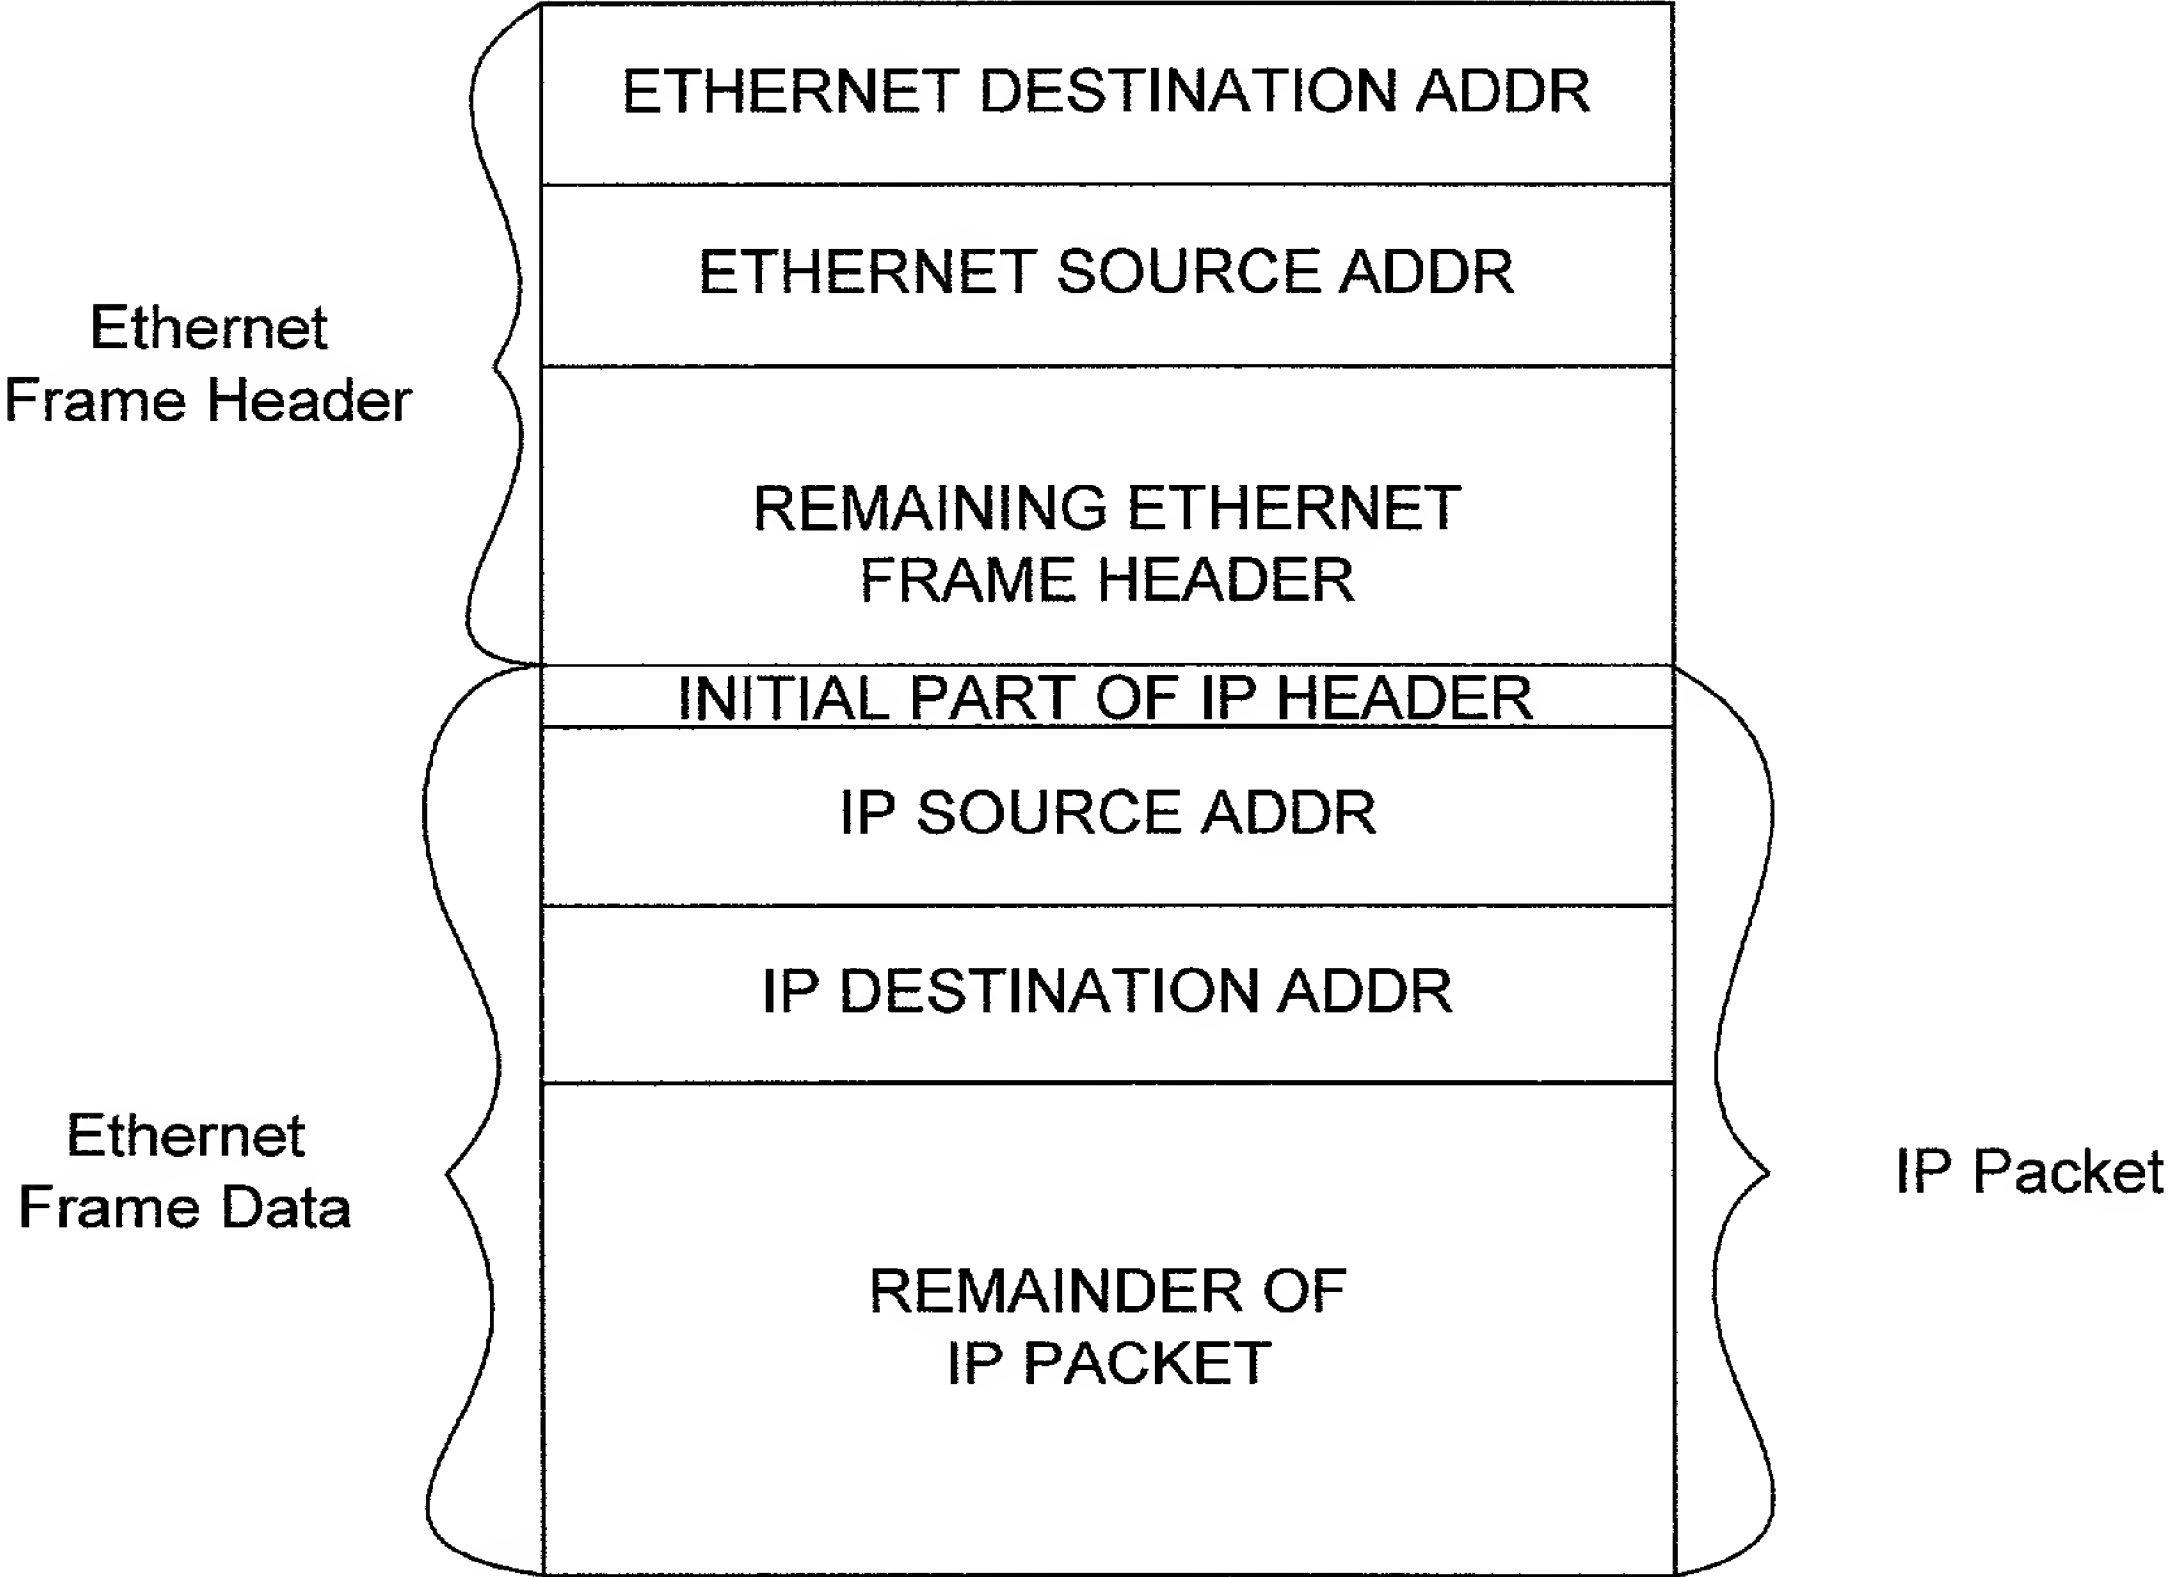 ETHERNET DESTINATION ADDR
ETHERNET SOURCE ADDR
Ethernet
Frame Header
REMAINING ETHERNET
FRAME HEADER
INITIAL PART OF IP HEADER
IP SOURCE ADDR
IP DESTINATION ADDR
Ethernet
Frame Data
IP Packet
REMAINDER OF
IP PACKET